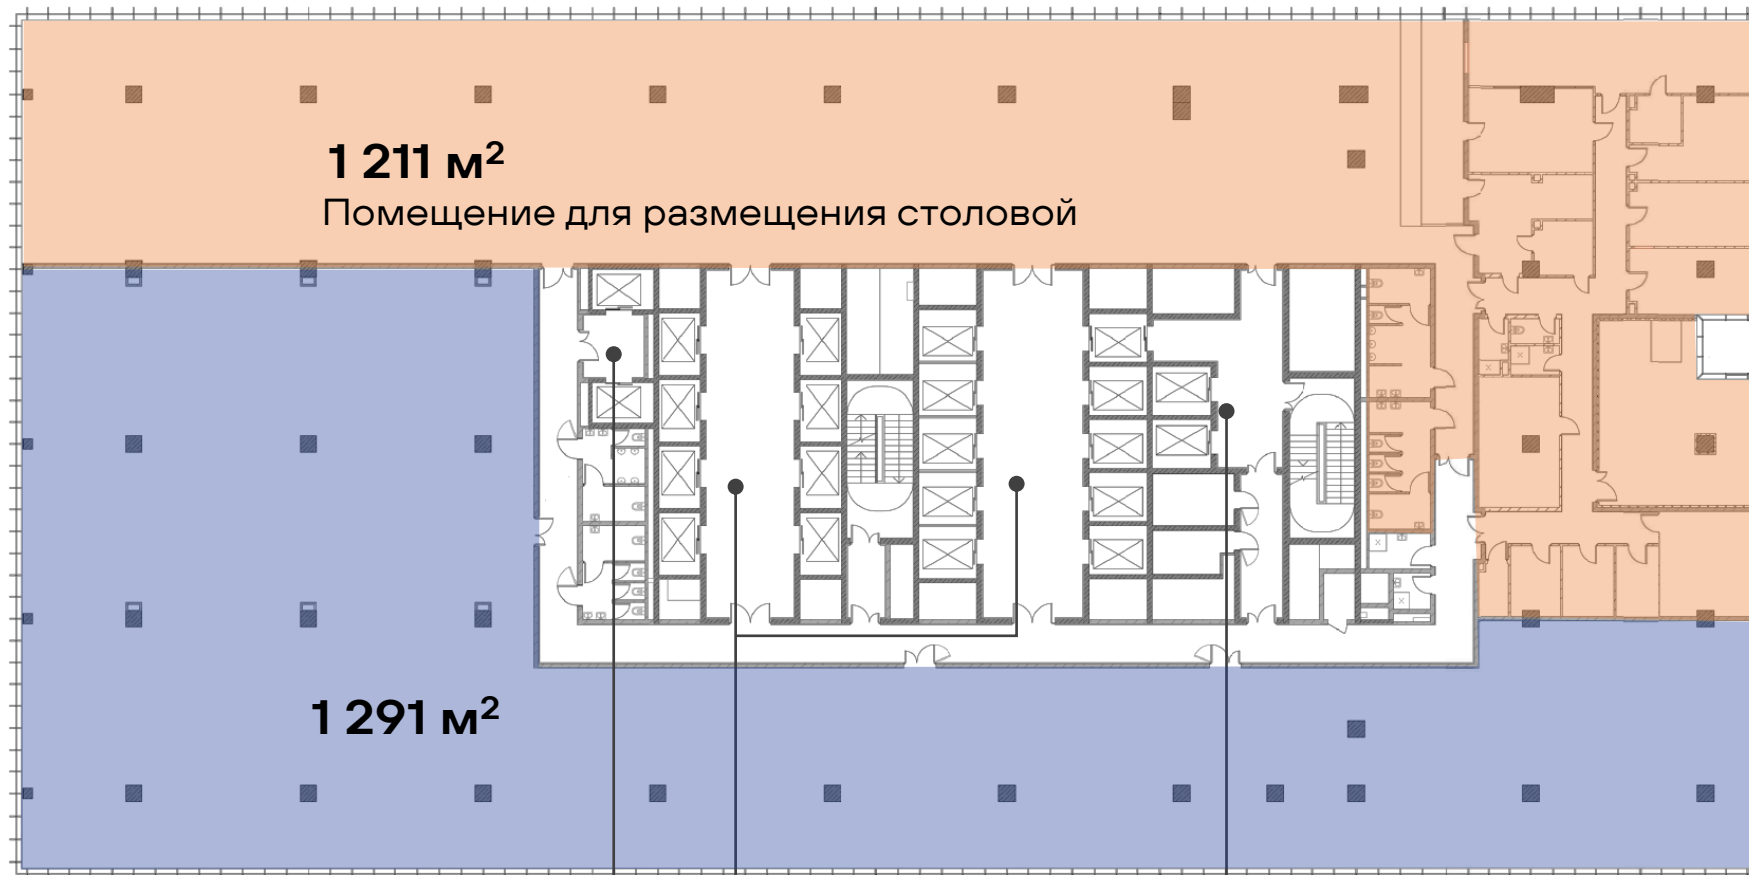 1 211 м²
Помещение для размещения столовой
1 291 м²